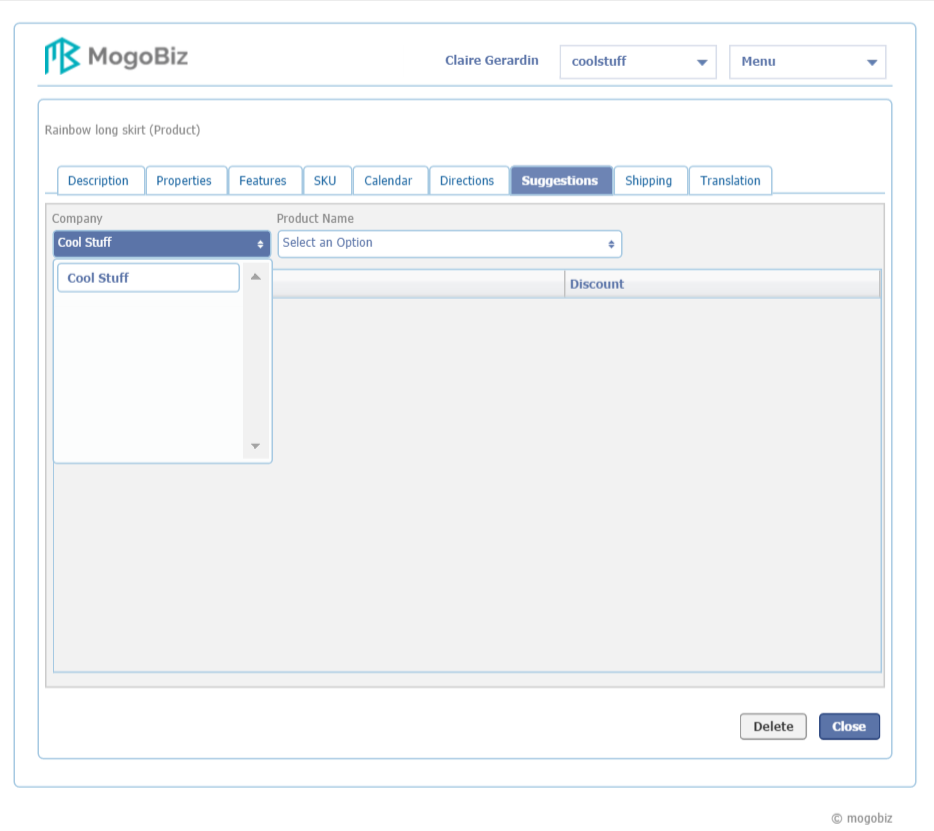 MogoBiz
Claire Gerardin coolstuff Menu
Rainbow long skirt (Product)
Description Properties Features SKU Calendar Directions Suggestions Shipping Translation
Company Product Name
Cool Stuff Select an Option
Cool Stuff
Discount
Delete Close
© mogobiz